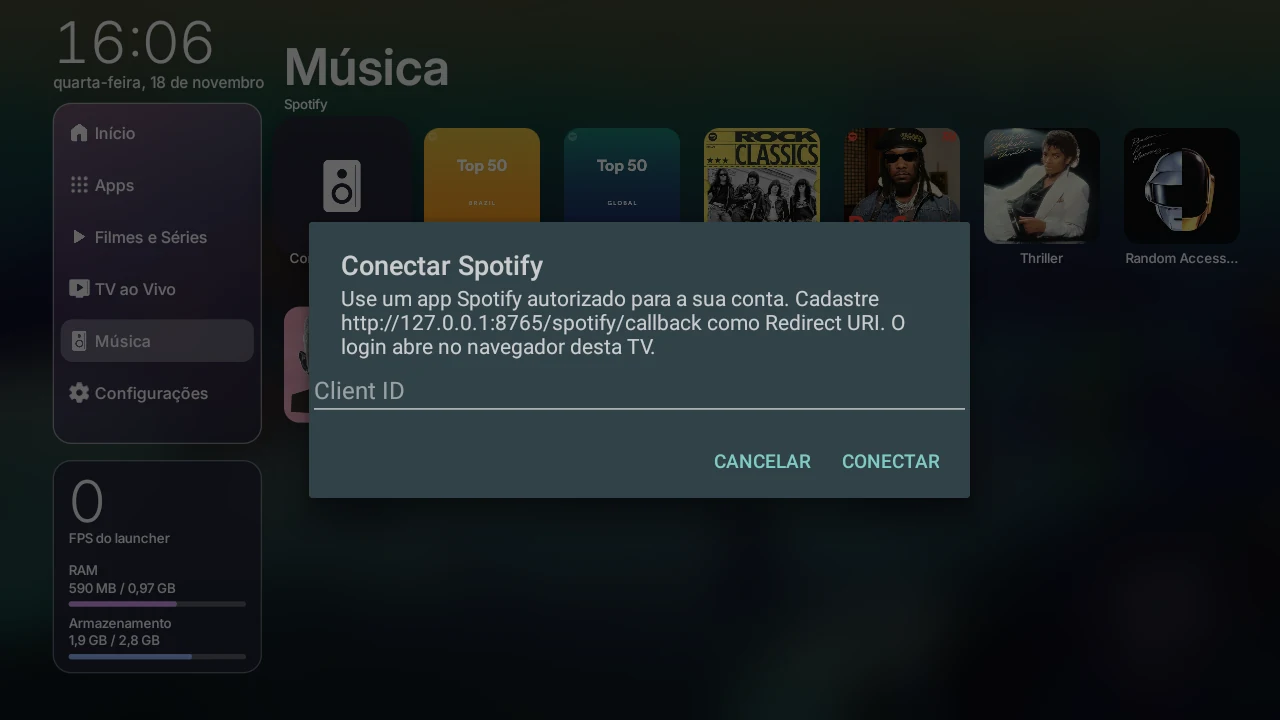 16:06
quarta-feira, 18 de novembro
Música
Spotify
Início
Apps
Filmes e Séries
TV ao Vivo
Música
Configurações
Top 50
BRAZIL
Top 50
GLOBAL
ROCK
CLASSICS
Thriller
Random Access...
Conectar Spotify
Use um app Spotify autorizado para a sua conta. Cadastre
http://127.0.0.1:8765/spotify/callback como Redirect URI. O
login abre no navegador desta TV.
Client ID
CANCELAR
CONECTAR
0
FPS do launcher
RAM
590 MB / 0,97 GB
Armazenamento
1,9 GB / 2,8 GB